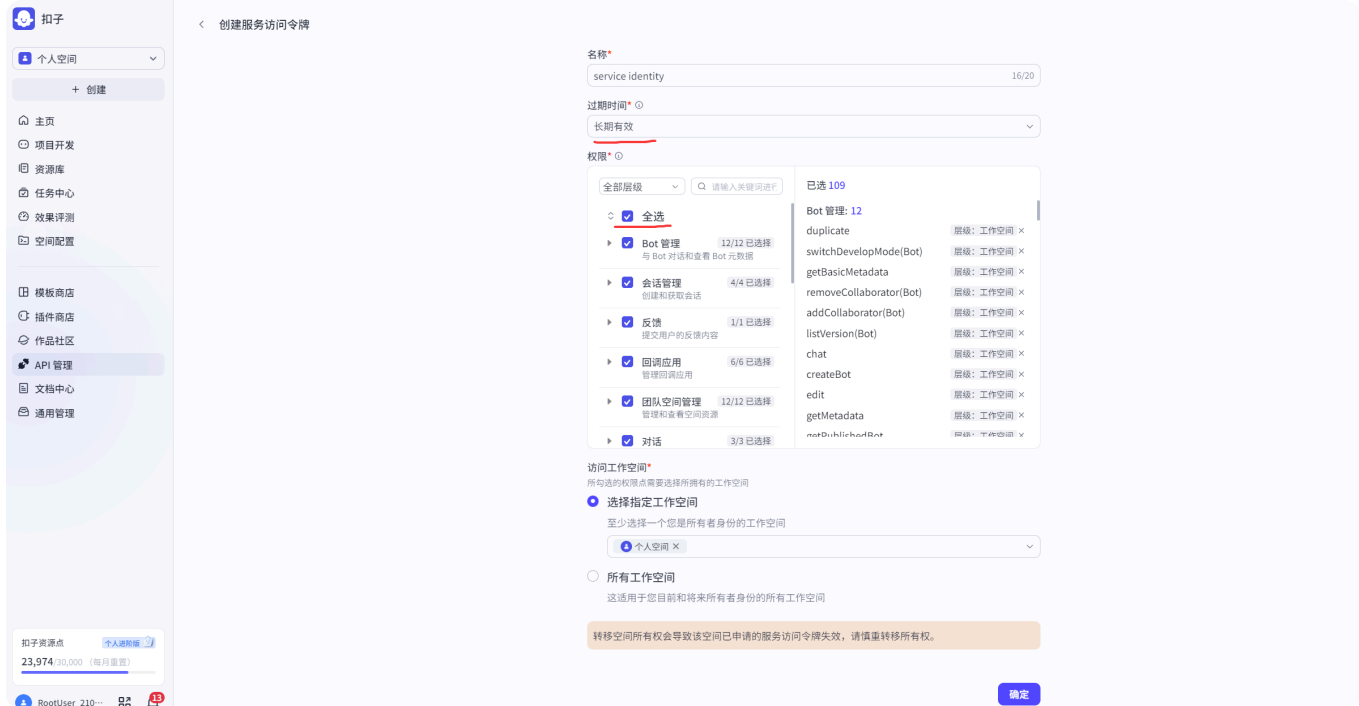 扣子
创建服务访问令牌
个人空间
+ 创建
主页
项目开发
资源库
任务中心
效果评测
空间配置
模板商店
插件商店
作品社区
API 管理
文档中心
通用管理
扣子资源点 个人进阶版
23,974/30,000 (每月重置)
RootUser_210… 13
名称*
service identity 16/20
过期时间*
长期有效
权限*
全部层级
全选
Bot 管理 12/12 已选择
与 Bot 对话和查看 Bot 元数据
会话管理 4/4 已选择
创建和获取会话
反馈 1/1 已选择
提交用户的反馈内容
回调应用 6/6 已选择
管理回调应用
团队空间管理 12/12 已选择
管理和查看空间资源
对话 3/3 已选择
已选 109
Bot 管理: 12
duplicate 层级：工作空间 ×
switchDevelopMode(Bot) 层级：工作空间 ×
getBasicMetadata 层级：工作空间 ×
removeCollaborator(Bot) 层级：工作空间 ×
addCollaborator(Bot) 层级：工作空间 ×
listVersion(Bot) 层级：工作空间 ×
chat 层级：工作空间 ×
createBot 层级：工作空间 ×
edit 层级：工作空间 ×
getMetadata 层级：工作空间 ×
getPublishedBot 层级：工作空间 ×
访问工作空间*
所勾选的权限点需要选择所拥有的工作空间
选择指定工作空间
至少选择一个您是所有者身份的工作空间
个人空间 ×
所有工作空间
这适用于您目前和将来所有者身份的所有工作空间
转移空间所有权会导致该空间已申请的服务访问令牌失效，请慎重转移所有权。
确定